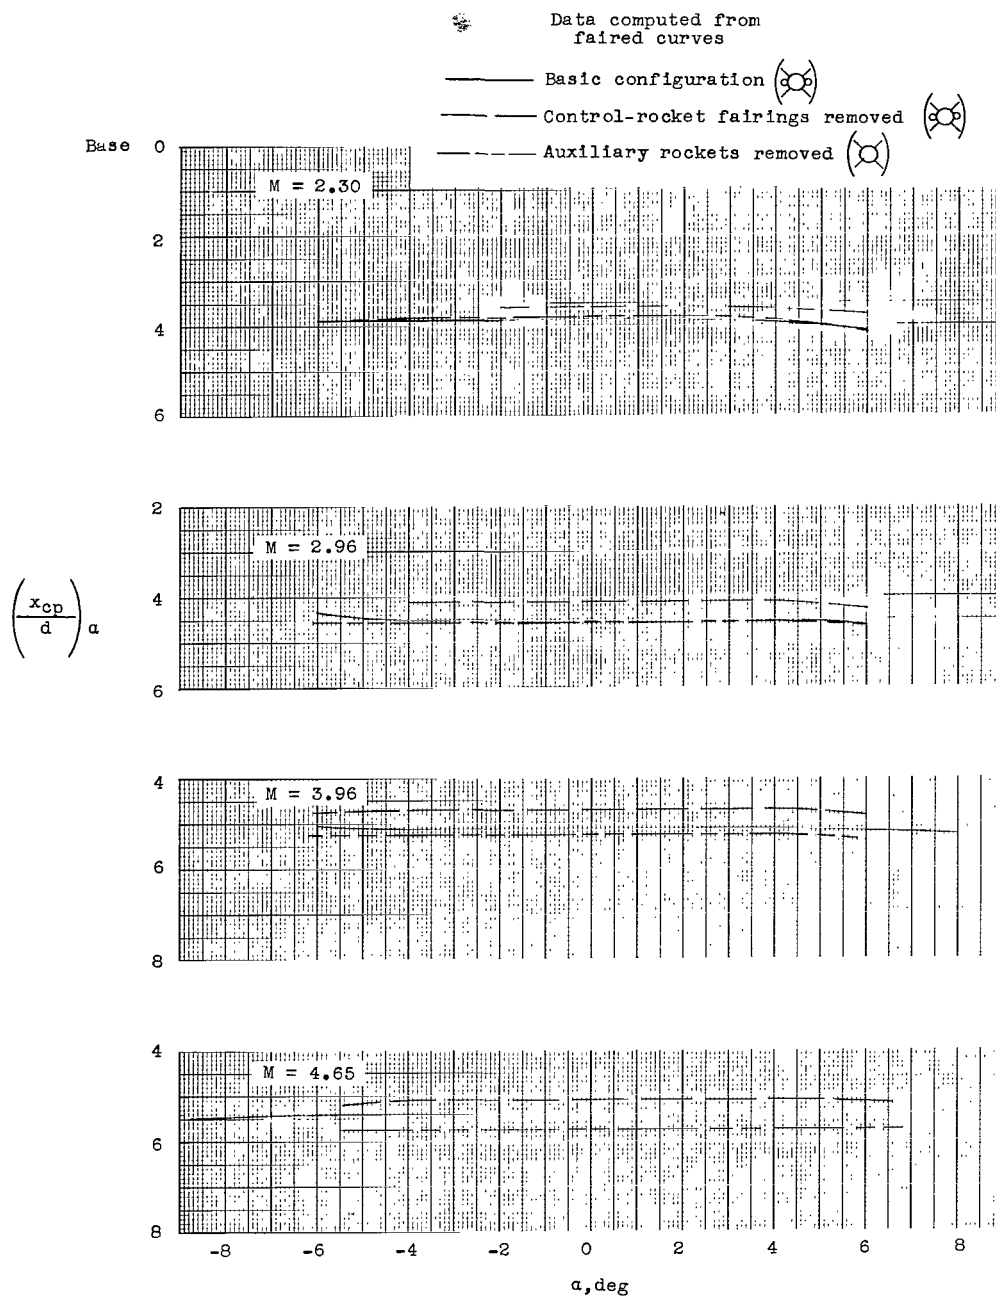 Data computed from
faired curves
Basic configuration
Control-rocket fairings removed
Auxiliary rockets removed
Base 0
M = 2.30
2
4
6
2
M = 2.96
4
(x_cp/d)_α
6
4
M = 3.96
6
8
4
M = 4.65
6
8
-8 -6 -4 -2 0 2 4 6 8
α, deg